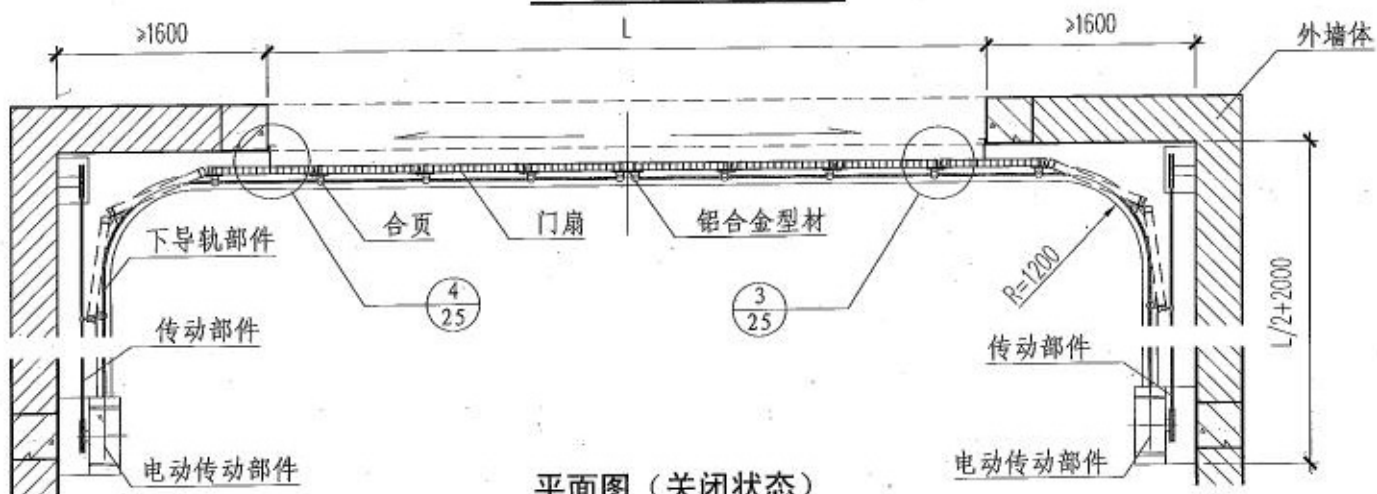 ≥1600
L
≥1600
外墙体
合页
门扇
铝合金型材
下导轨部件
R=1200
4
25
3
25
L/2+2000
传动部件
传动部件
电动传动部件
电动传动部件
平面图（关闭状态）